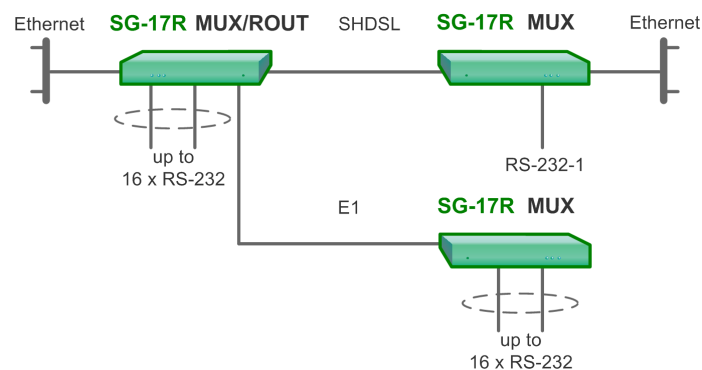 Ethernet SG-17R MUX/ROUT SHDSL SG-17R MUX Ethernet
up to
16 x RS-232
RS-232-1
E1 SG-17R MUX
up to
16 x RS-232